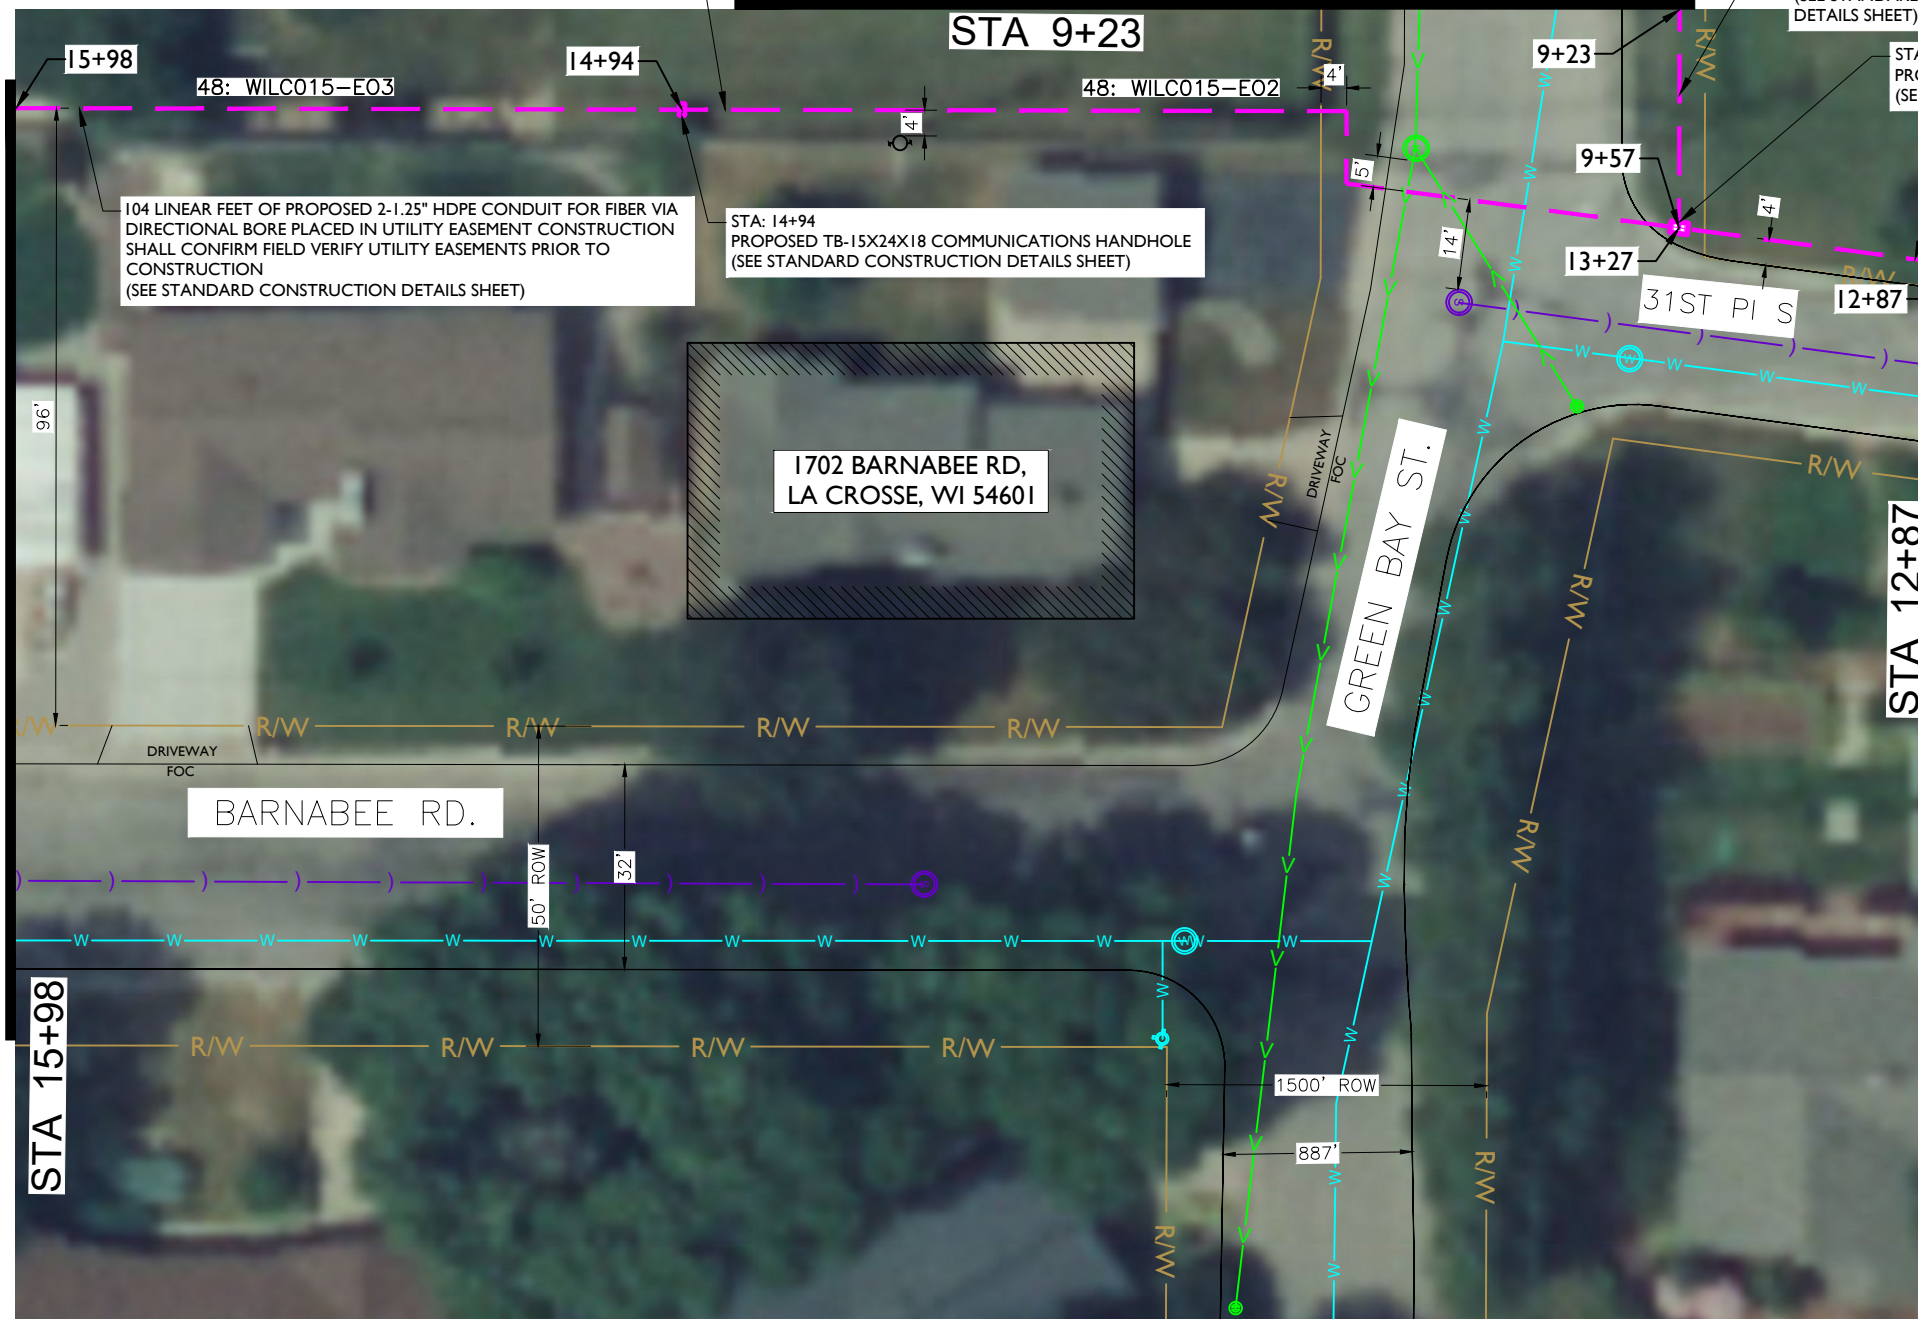 STA 9+23
DETAILS SHEET)
15+98
14+94
9+23
48: WILC015-E03
48: WILC015-E02
4'
4'
STA
PRO
(SE
5'
9+57
4'
104 LINEAR FEET OF PROPOSED 2-1.25" HDPE CONDUIT FOR FIBER VIA
DIRECTIONAL BORE PLACED IN UTILITY EASEMENT CONSTRUCTION
SHALL CONFIRM FIELD VERIFY UTILITY EASEMENTS PRIOR TO
CONSTRUCTION
(SEE STANDARD CONSTRUCTION DETAILS SHEET)
STA: 14+94
PROPOSED TB-15X24X18 COMMUNICATIONS HANDHOLE
(SEE STANDARD CONSTRUCTION DETAILS SHEET)
14'
13+27
31ST Pl S
12+87
96'
1702 BARNABEE RD,
LA CROSSE, WI 54601
DRIVEWAY
FOC
GREEN BAY ST.
STA 12+87
R/W
R/W
R/W
R/W
R/W
R/W
R/W
R/W
R/W
R/W
R/W
R/W
DRIVEWAY
FOC
BARNABEE RD.
50' ROW
32'
STA 15+98
R/W
R/W
R/W
R/W
1500' ROW
887'
R/W
R/W